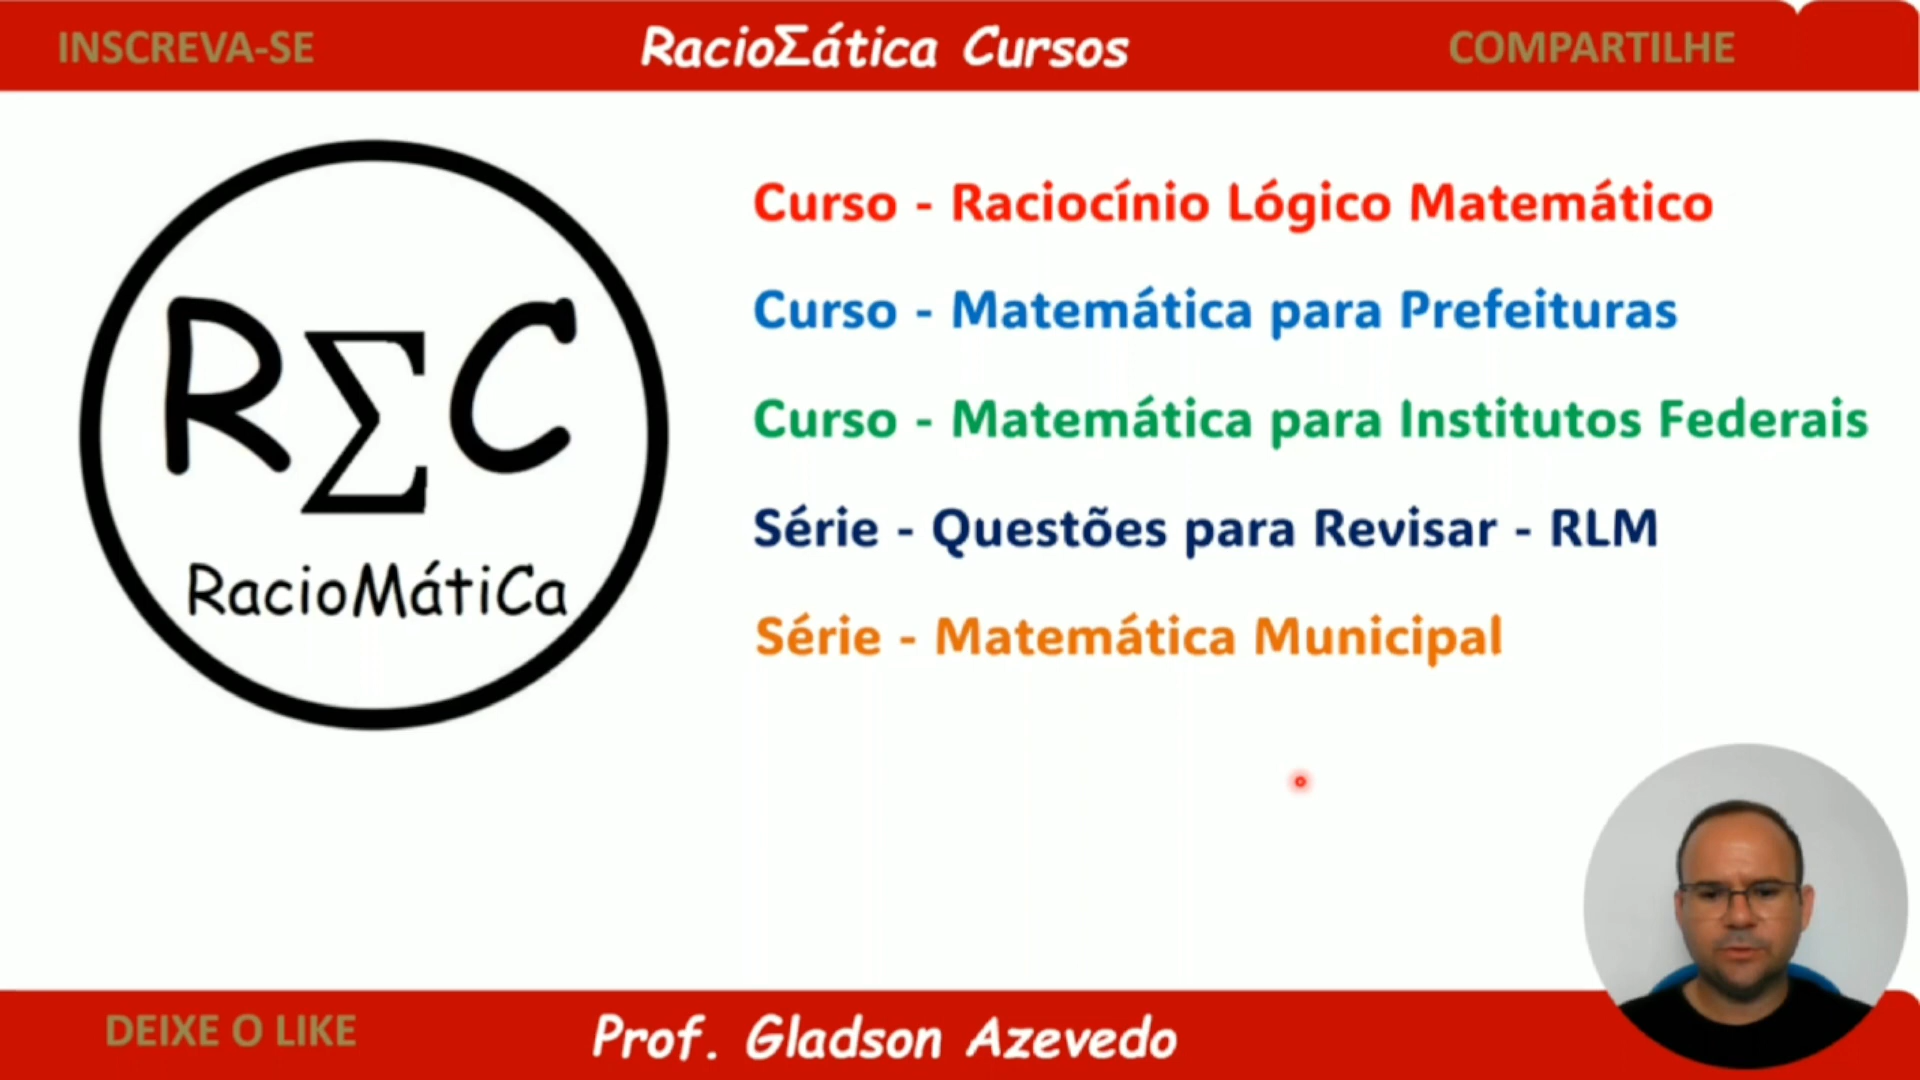 INSCREVA-SE
RacioΣática Cursos
COMPARTILHE
RΣC
RacioMátiCa
Curso - Raciocínio Lógico Matemático
Curso - Matemática para Prefeituras
Curso - Matemática para Institutos Federais
Série - Questões para Revisar - RLM
Série - Matemática Municipal
DEIXE O LIKE
Prof. Gladson Azevedo